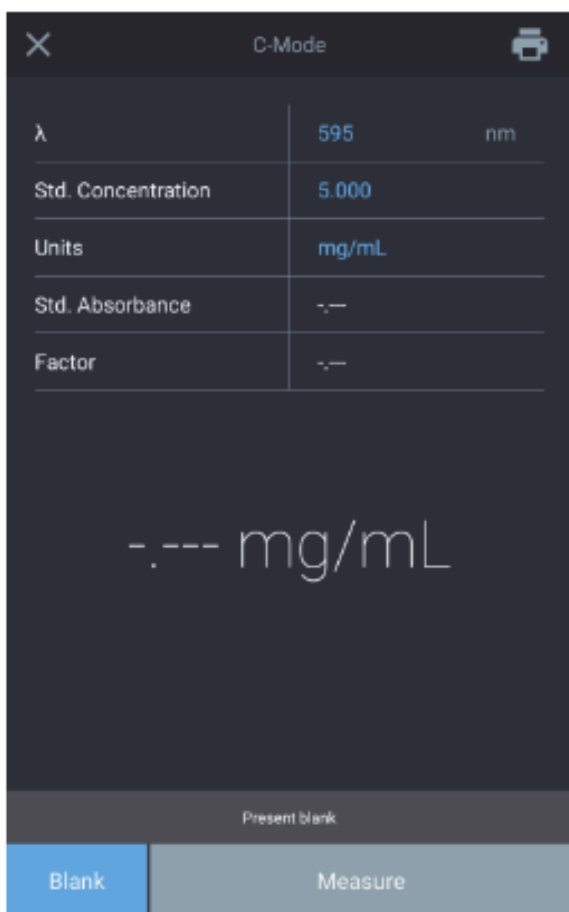 C-Mode
λ 595 nm
Std. Concentration 5.000
Units mg/mL
Std. Absorbance -.---
Factor -.---
-.--- mg/mL
Present blank
Blank Measure